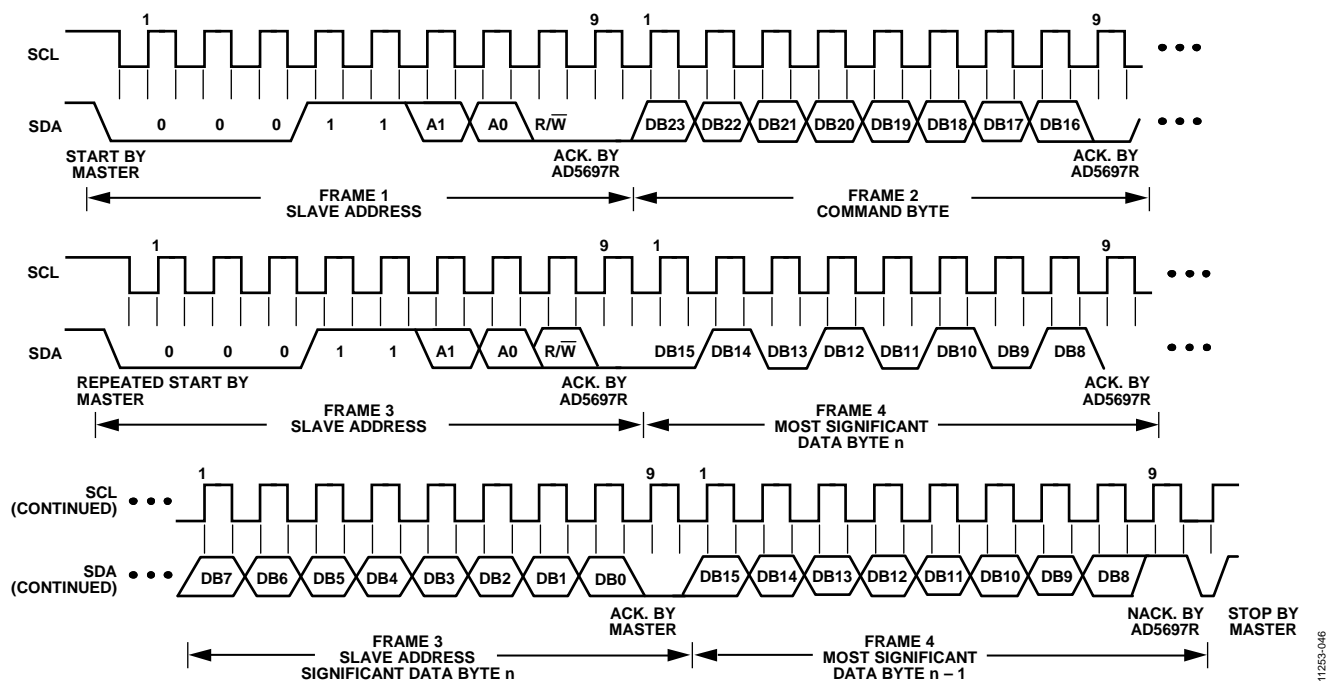 1 9 1 9
SCL
SDA 0 0 0 1 1 A1 A0 R/W̅ DB23 DB22 DB21 DB20 DB19 DB18 DB17 DB16
START BY MASTER
ACK. BY AD5697R
ACK. BY AD5697R
FRAME 1
SLAVE ADDRESS
FRAME 2
COMMAND BYTE
1 9 1 9
SCL
SDA 0 0 0 1 1 A1 A0 R/W̅ DB15 DB14 DB13 DB12 DB11 DB10 DB9 DB8
REPEATED START BY
MASTER
ACK. BY
AD5697R
ACK. BY
AD5697R
FRAME 3
SLAVE ADDRESS
FRAME 4
MOST SIGNIFICANT
DATA BYTE n
1 9 1 9
SCL
(CONTINUED)
SDA
(CONTINUED)
DB7 DB6 DB5 DB4 DB3 DB2 DB1 DB0 DB15 DB14 DB13 DB12 DB11 DB10 DB9 DB8
ACK. BY
MASTER
NACK. BY
AD5697R
STOP BY
MASTER
FRAME 3
SLAVE ADDRESS
SIGNIFICANT DATA BYTE n
FRAME 4
MOST SIGNIFICANT
DATA BYTE n – 1
11253-046